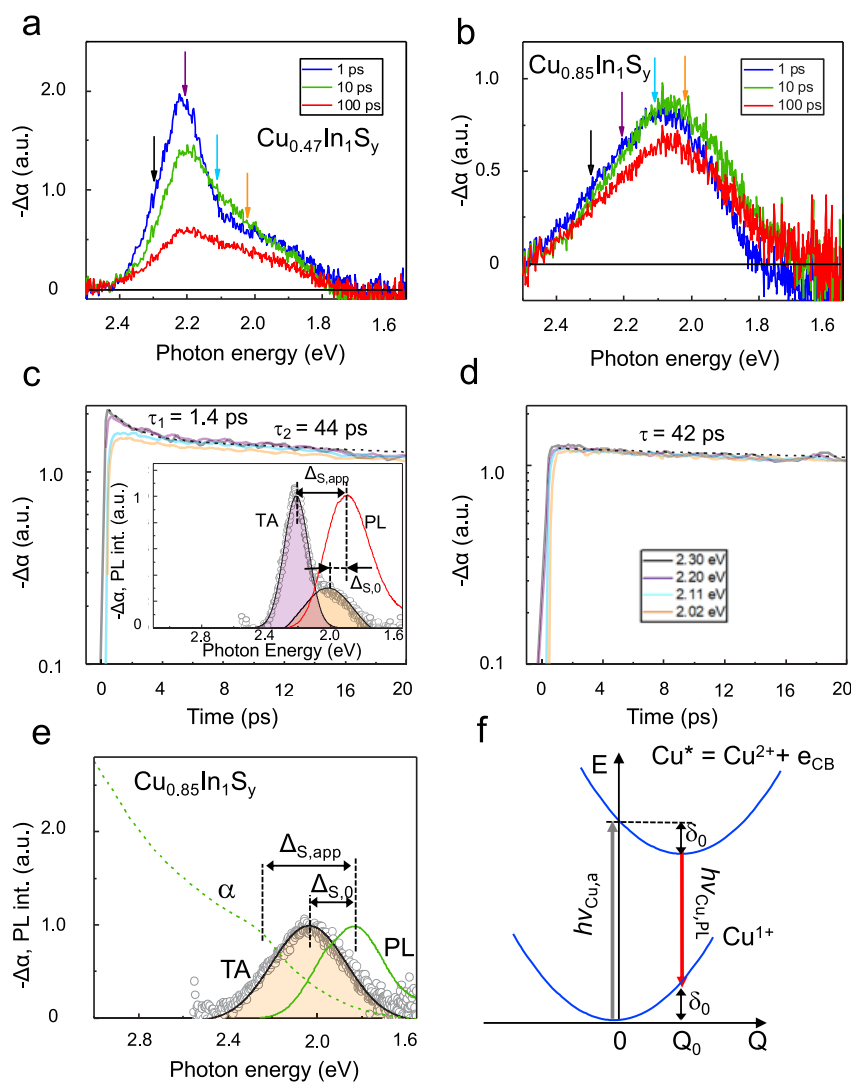 a
2.0
1.0
0
-Δα (a.u.)
1 ps
10 ps
100 ps
Cu0.47In1Sy
2.4
2.2
2.0
1.8
1.6
Photon energy (eV)
b
1.0
0.5
0
-Δα (a.u.)
Cu0.85In1Sy
1 ps
10 ps
100 ps
2.4
2.2
2.0
1.8
1.6
Photon energy (eV)
c
τ1 = 1.4 ps
τ2 = 44 ps
1.0
0.1
-Δα (a.u.)
-Δα, PL int. (a.u.)
1
0
ΔS,app
TA
PL
ΔS,0
2.8
2.4
2.0
1.6
Photon Energy (eV)
0
4
8
12
16
20
Time (ps)
d
τ = 42 ps
1.0
0.1
-Δα (a.u.)
2.30 eV
2.20 eV
2.11 eV
2.02 eV
0
4
8
12
16
20
Time (ps)
e
Cu0.85In1Sy
2.0
1.0
0
-Δα, PL int. (a.u.)
ΔS,app
α
ΔS,0
TA
PL
2.8
2.4
2.0
1.6
Photon energy (eV)
f
E
Cu* = Cu2++ eCB
δ0
hνCu,a
hνCu,PL
Cu1+
δ0
0
Q0
Q